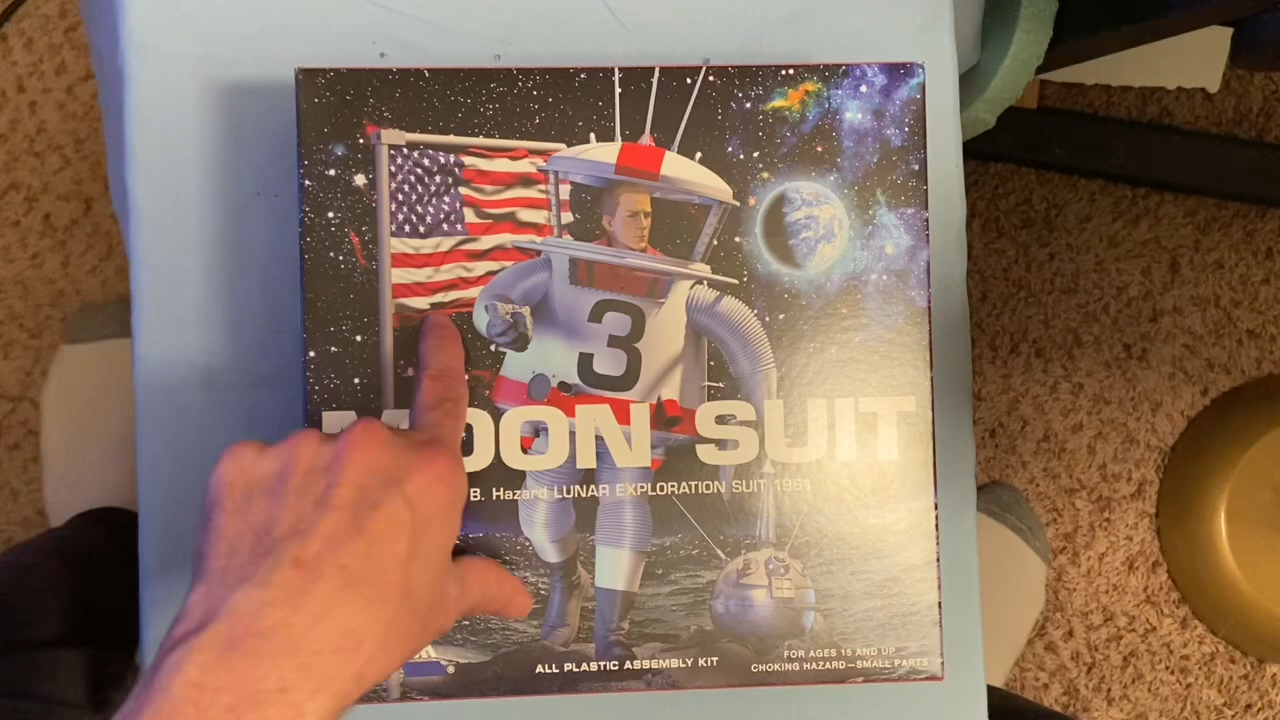 3
MOON SUIT
B. Hazard LUNAR EXPLORATION SUIT 1961
ALL PLASTIC ASSEMBLY KIT
FOR AGES 15 AND UP
CHOKING HAZARD—SMALL PARTS
®